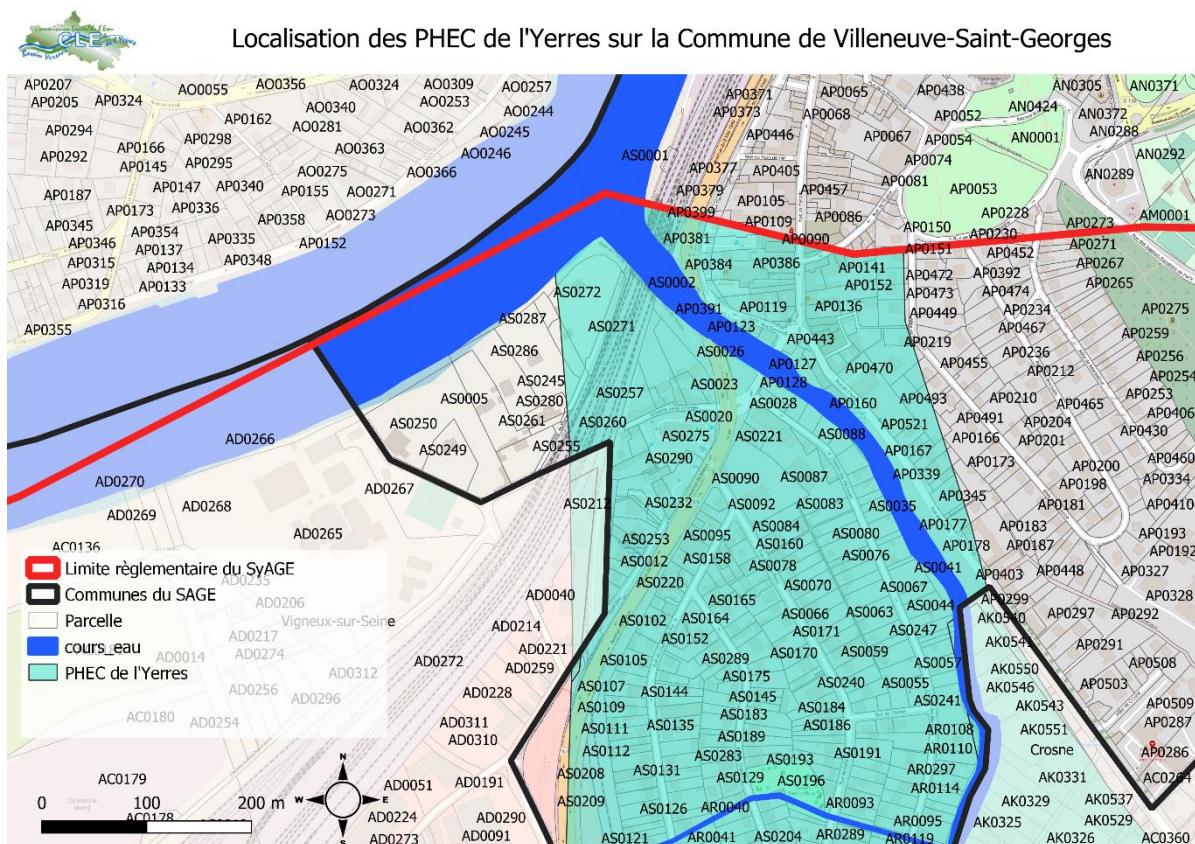 Localisation des PHEC de l'Yerres sur la Commune de Villeneuve-Saint-Georges
CLE
AP0207 AO0055 AO0356 AO0324 AO0309 AO0257 AP0371 AP0065 AP0438 AN0305 AN0371
AP0205 AP0324 AO0340 AO0253 AO0244 AP0373 AP0068 AP0052 AN0424 AN0372
AP0294 AP0162 AO0281 AO0362 AO0245 AP0446 AP0067 AP0054 AN0001 AN0288
AP0292 AP0166 AP0298 AO0363 AO0246 AS0001 AP0377 AP0405 AP0074 AN0292
AP0145 AP0295 AO0275 AO0366 AP0379 AP0457 AP0081 AP0053 AN0289
AP0187 AP0147 AP0340 AP0155 AO0271 AP0105
AP0345 AP0173 AP0336 AP0358 AO0273 AP0399 AP0109 AP0086 AP0150 AP0228 AP0273 AM0001
AP0346 AP0354 AP0335 AP0152 AP0381 AP0090 AP0151 AP0230 AP0271
AP0315 AP0137 AP0348 AP0384 AP0386 AP0141 AP0452 AP0267
AP0319 AP0134 AS0002 AP0152 AP0472 AP0392 AP0265
AP0316 AP0133 AS0272 AP0473 AP0474
AP0355 AS0287 AS0271 AP0391 AP0119 AP0136 AP0449 AP0234 AP0275
AP0123 AP0443 AP0219 AP0467 AP0259
AS0286 AS0026 AP0127 AP0455 AP0236 AP0256
AS0245 AS0257 AS0023 AP0128 AP0470 AP0212 AP0254
AS0005 AS0280 AS0028 AP0160 AP0493 AP0210 AP0465 AP0253
AS0250 AS0261 AS0260 AS0020 AP0521 AP0491 AP0204 AP0406
AD0266 AS0249 AS0255 AS0275 AS0221 AS0088 AP0167 AP0166 AP0201 AP0430
AD0270 AD0267 AS0290 AS0090 AS0087 AP0339 AP0173 AP0200 AP0460
AD0269 AD0268 AS0212 AS0232 AS0092 AS0083 AS0035 AP0345 AP0198 AP0334
AD0265 AS0253 AS0095 AS0084 AS0080 AP0177 AP0183 AP0181 AP0410
AC0136 AS0012 AS0158 AS0160 AS0076 AP0178 AP0187 AP0193
Limite règlementaire du SyAGE
AD0235 AS0220 AS0078 AS0070 AS0067 AS0041 AP0403 AP0448 AP0327 AP0192
Communes du SAGE
AD0206 AD0040 AS0165 AS0044 AP0299 AP0328
Parcelle
Vigneux-sur-Seine AD0214 AS0102 AS0164 AS0066 AS0063 AK0540 AP0297 AP0292
cours_eau
AD0217 AD0274 AD0221 AS0152 AS0171 AS0247 AK0541 AP0291
PHEC de l'Yerres
AD0014 AD0312 AD0272 AD0259 AS0105 AS0289 AS0170 AS0059 AS0057 AK0550 AP0508
AD0256 AD0296 AD0228 AS0107 AS0144 AS0175 AS0240 AS0055 AK0546 AP0503
AC0180 AD0254 AD0311 AS0109 AS0145 AS0184 AS0241 AK0543 AP0509
AD0310 AS0111 AS0135 AS0183 AS0186 AR0108 AK0551 AP0287
AS0112 AS0189 AS0191 AR0110 Crosne AP0286
AC0179 AD0051 AD0191 AS0208 AS0131 AS0283 AS0193 AR0297 AK0331 AC0264
0 100 200 m
N
W E
S
AD0224 AD0290 AS0209 AS0129 AS0196 AR0114 AK0329 AK0537
AC0178 AD0273 AD0091 AS0126 AR0040 AR0093 AR0095 AK0325 AK0529
AS0121 AR0041 AS0204 AR0289 AR0119 AK0326 AC0360